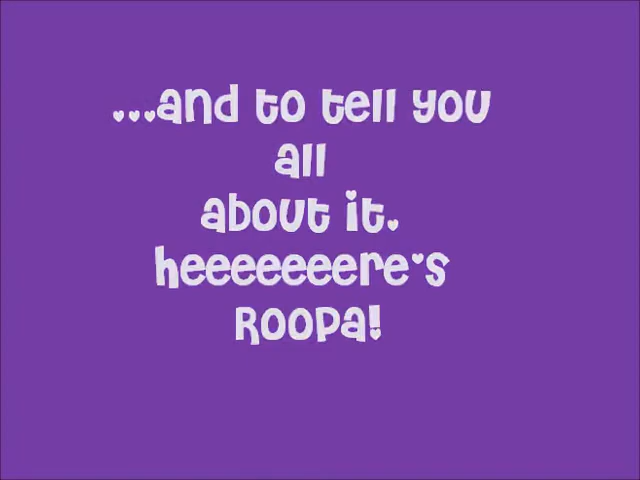 ...and to tell you
all
about it.
heeeeeeere's
Roopa!